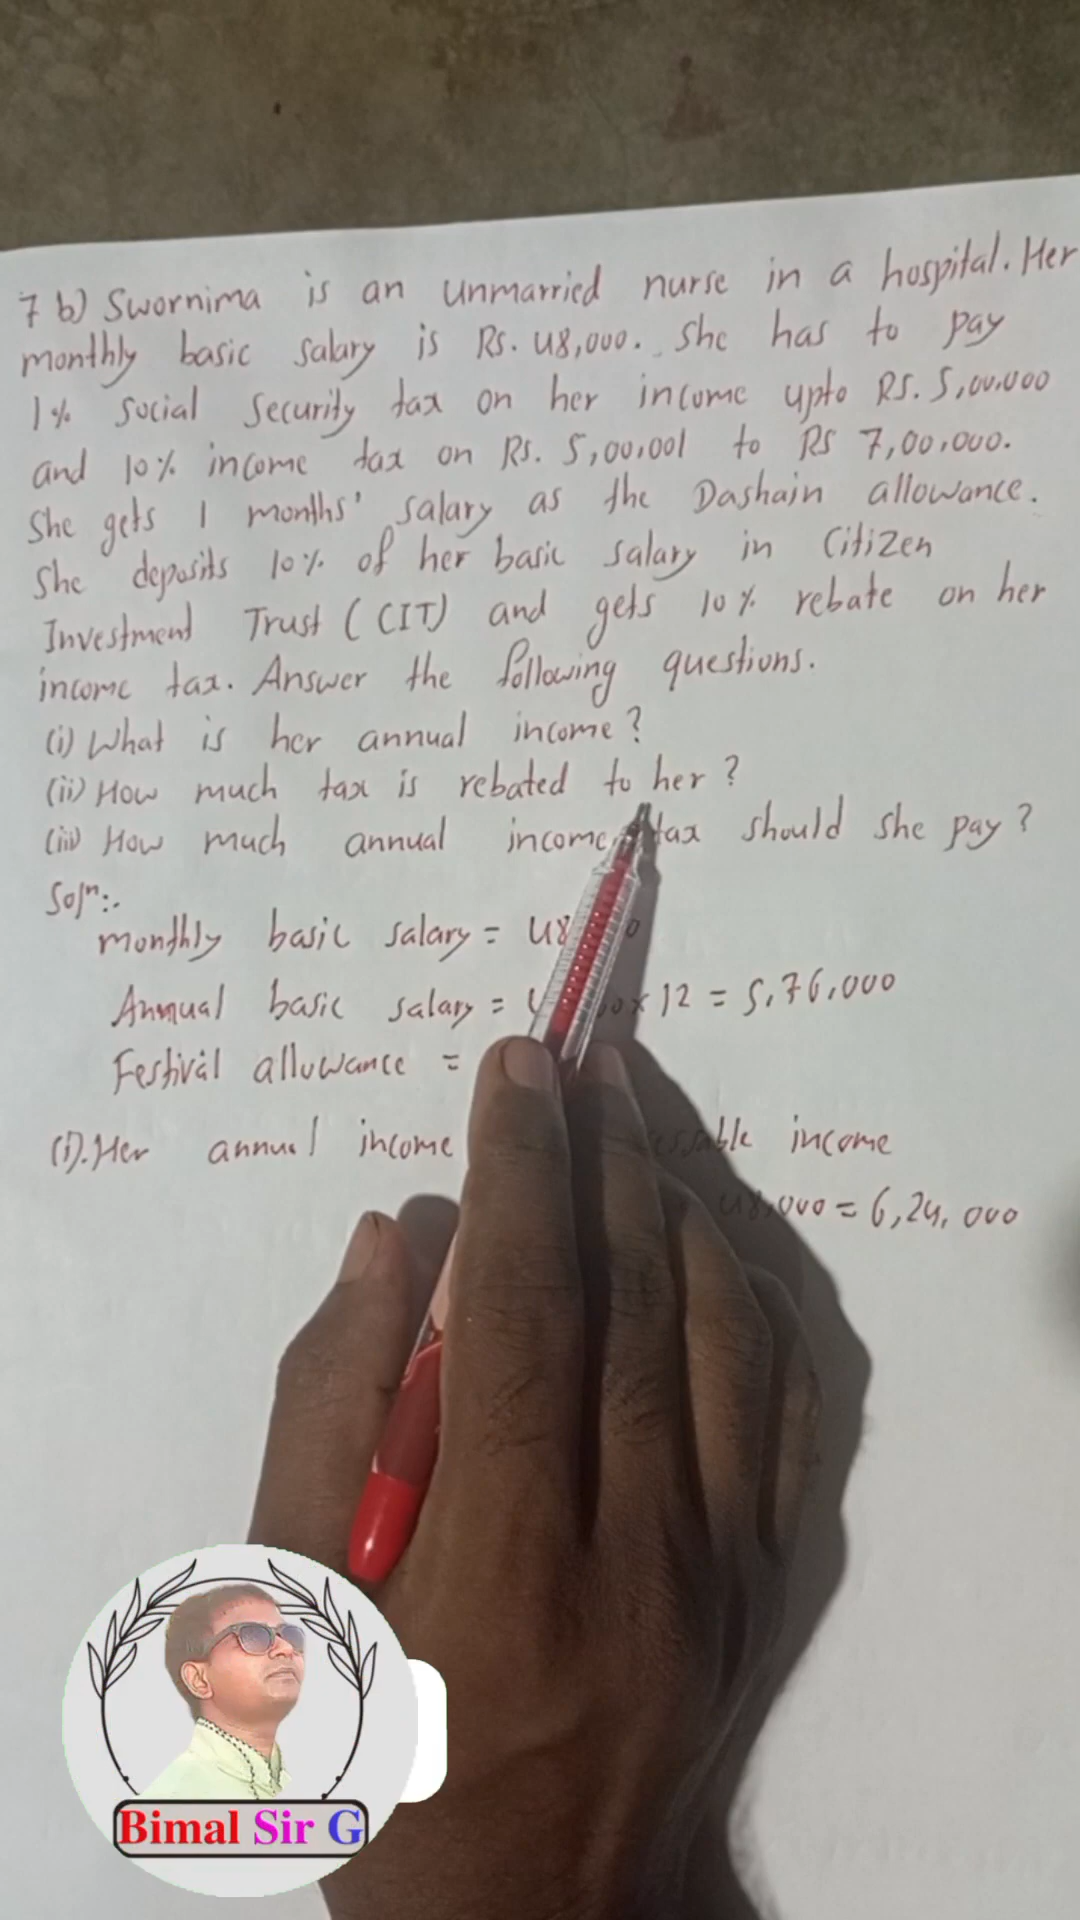 7 b) Swornima is an unmarried nurse in a hospital. Her
monthly basic salary is Rs. 48,000. She has to pay
1% social security tax on her income upto Rs. 5,00,000
and 10% income tax on Rs. 5,00,001 to Rs 7,00,000.
She gets 1 months' salary as the Dashain allowance.
She deposits 10% of her basic salary in Citizen
Investment Trust (CIT) and gets 10% rebate on her
income tax. Answer the following questions.
(i) What is her annual income?
(ii) How much tax is rebated to her?
(iii) How much annual income tax should she pay?
Solⁿ:.
monthly basic salary = 48
Annual basic salary = x 12 = 5,76,000
Festival allowance =
(i). Her annual income income
48,000 = 6,24,000
Bimal Sir G